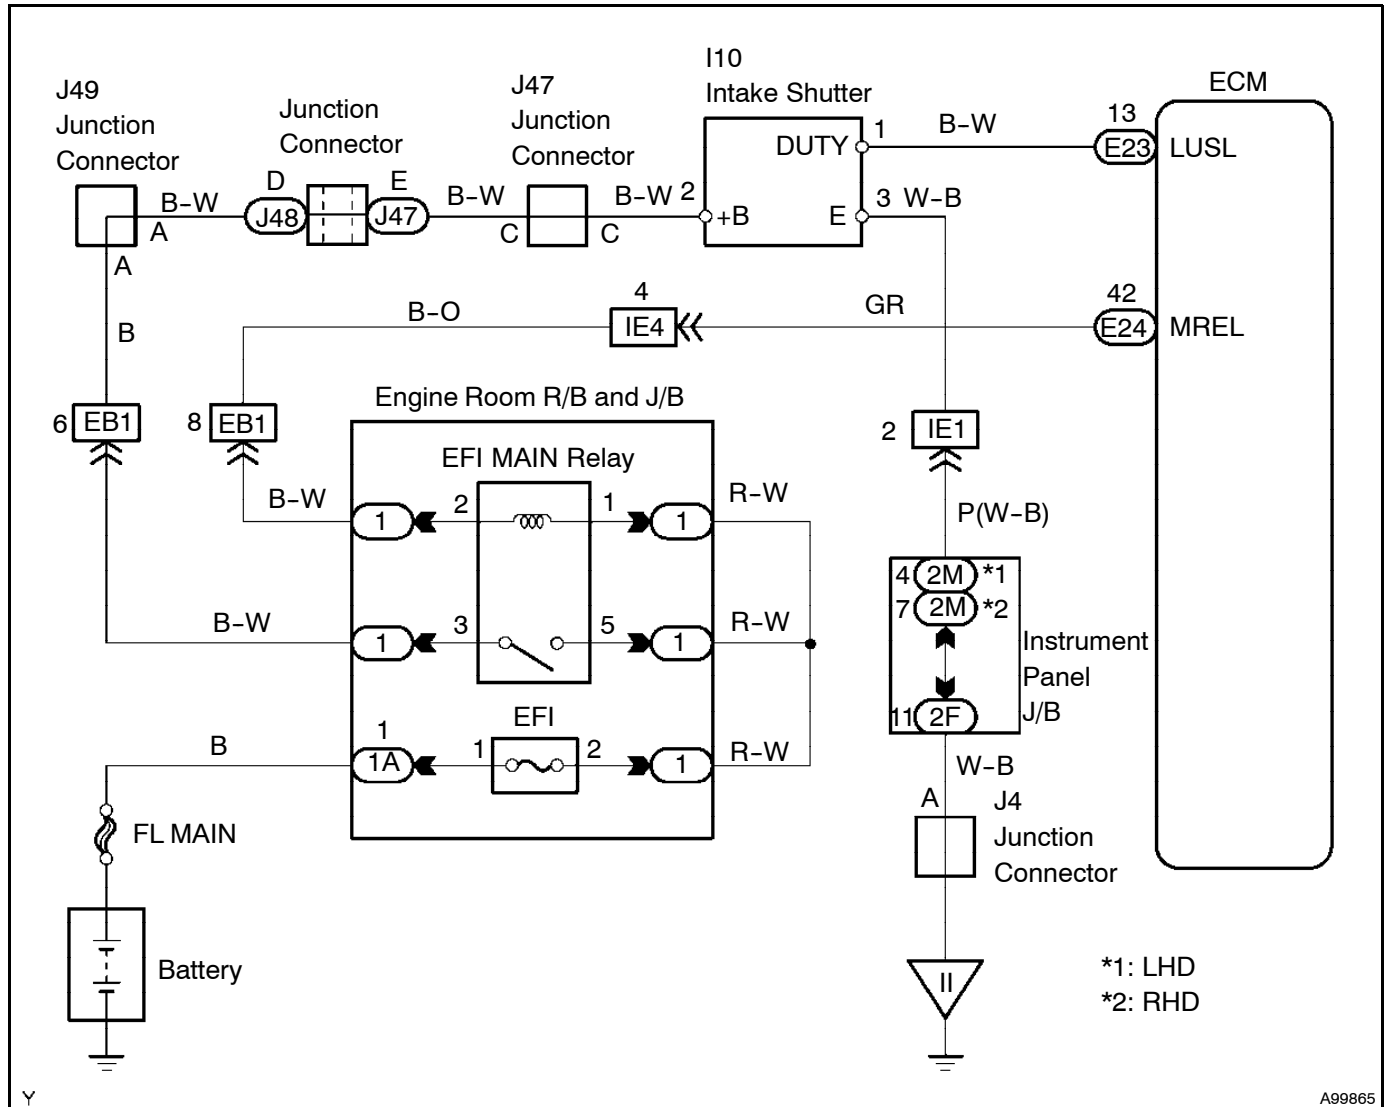 I10
Intake Shutter
ECM
J49
Junction
Connector
Junction
Connector
J47
Junction
Connector
DUTY
1
B-W
13
E23
LUSL
D
E
B-W
J48
J47
B-W
B-W
2
+B
E
3
W-B
A
C
C
A
B
B-O
4
IE4
GR
42
E24
MREL
6
EB1
8
EB1
Engine Room R/B and J/B
2
IE1
EFI MAIN Relay
B-W
1
2
1
1
R-W
P(W-B)
4
2M
*1
7
2M
*2
B-W
1
3
5
1
R-W
Instrument
Panel
J/B
11
2F
EFI
B
1
1A
1
2
1
R-W
W-B
A
J4
Junction
Connector
FL MAIN
Battery
II
*1: LHD
*2: RHD
Y
A99865